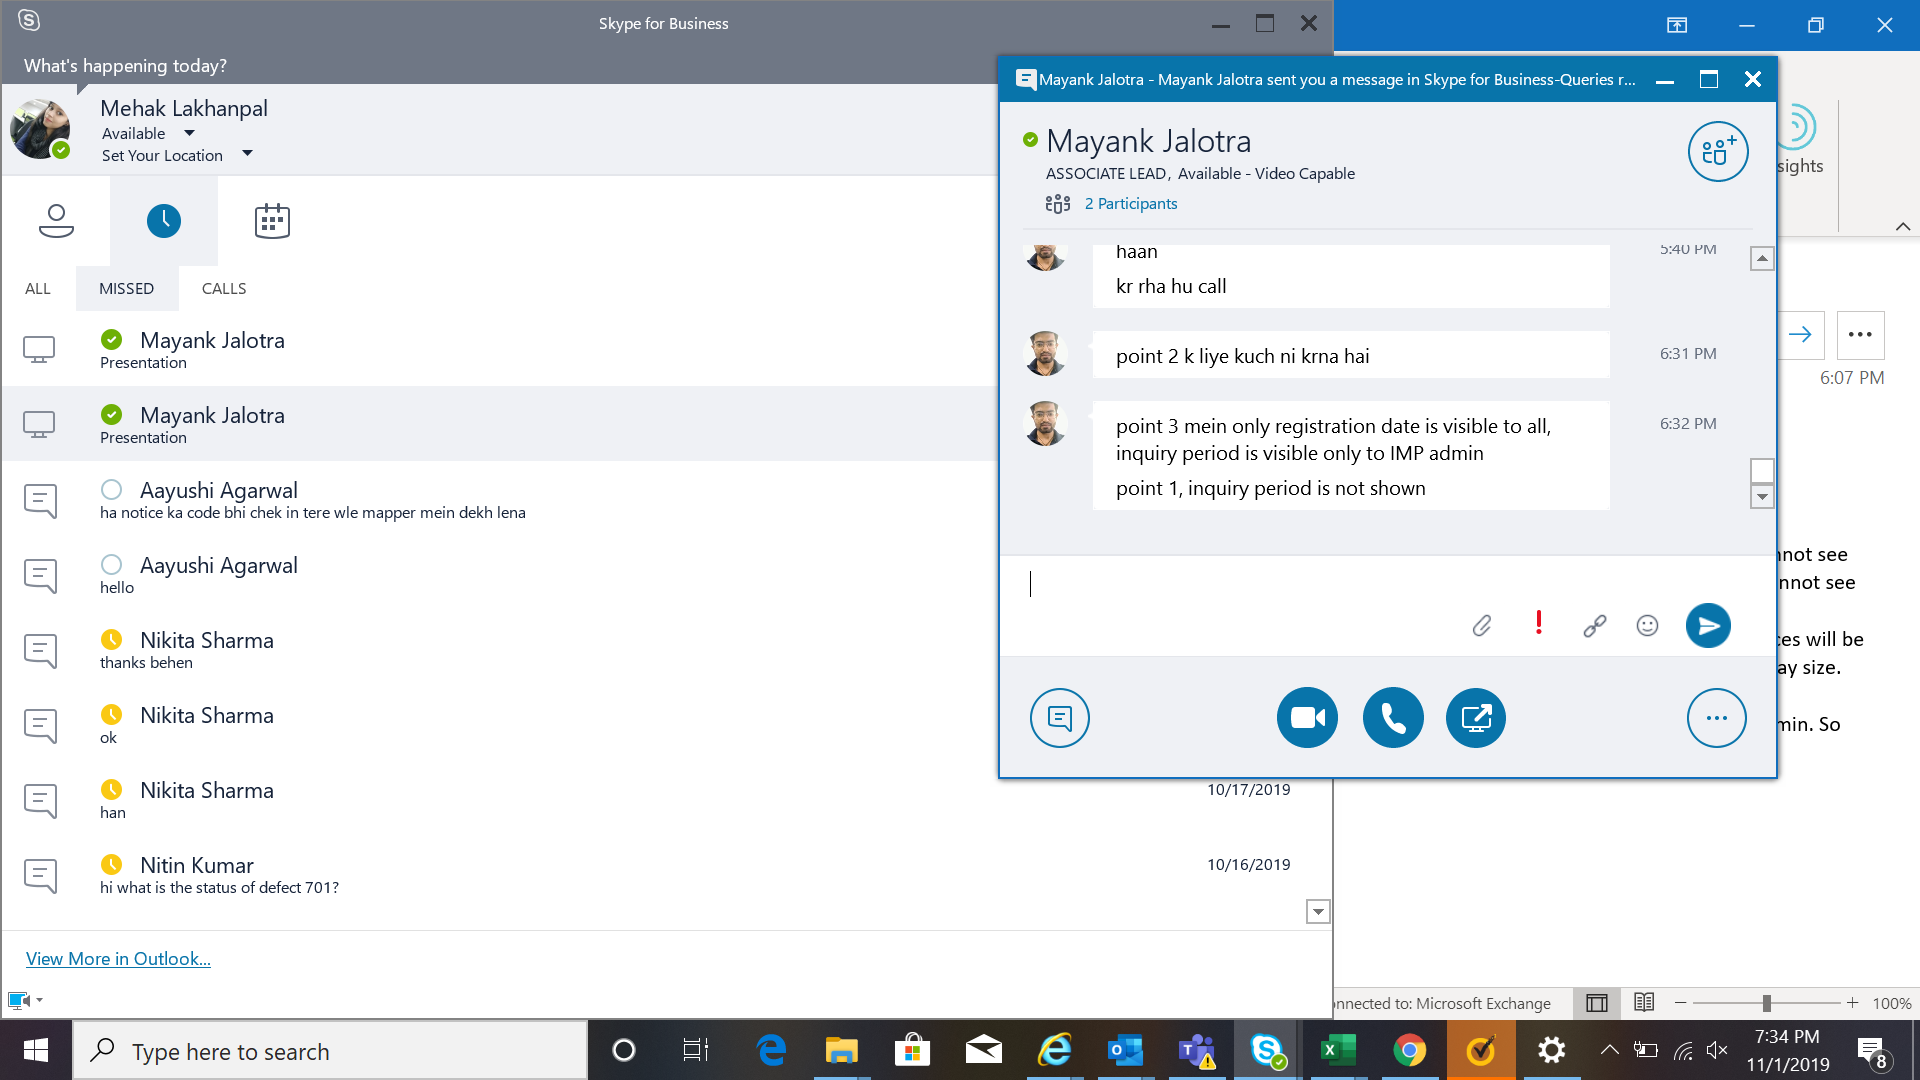 Skype for Business
What's happening today?
Mehak Lakhanpal
Available
Set Your Location
ALL
MISSED
CALLS
Mayank Jalotra
Presentation
Mayank Jalotra
Presentation
Aayushi Agarwal
ha notice ka code bhi chek in tere wle mapper mein dekh lena
Aayushi Agarwal
hello
Nikita Sharma
thanks behen
Nikita Sharma
ok
Nikita Sharma
10/17/2019
han
Nitin Kumar
10/16/2019
hi what is the status of defect 701?
View More in Outlook...
Mayank Jalotra - Mayank Jalotra sent you a message in Skype for Business-Queries r...
Mayank Jalotra
ASSOCIATE LEAD, Available - Video Capable
2 Participants
haan
5:40 PM
kr rha hu call
point 2 k liye kuch ni krna hai
6:31 PM
point 3 mein only registration date is visible to all,
6:32 PM
inquiry period is visible only to IMP admin
point 1, inquiry period is not shown
sights
6:07 PM
nnot see
nnot see
ces will be
ay size.
min. So
onnected to: Microsoft Exchange
100%
Type here to search
7:34 PM
11/1/2019
8